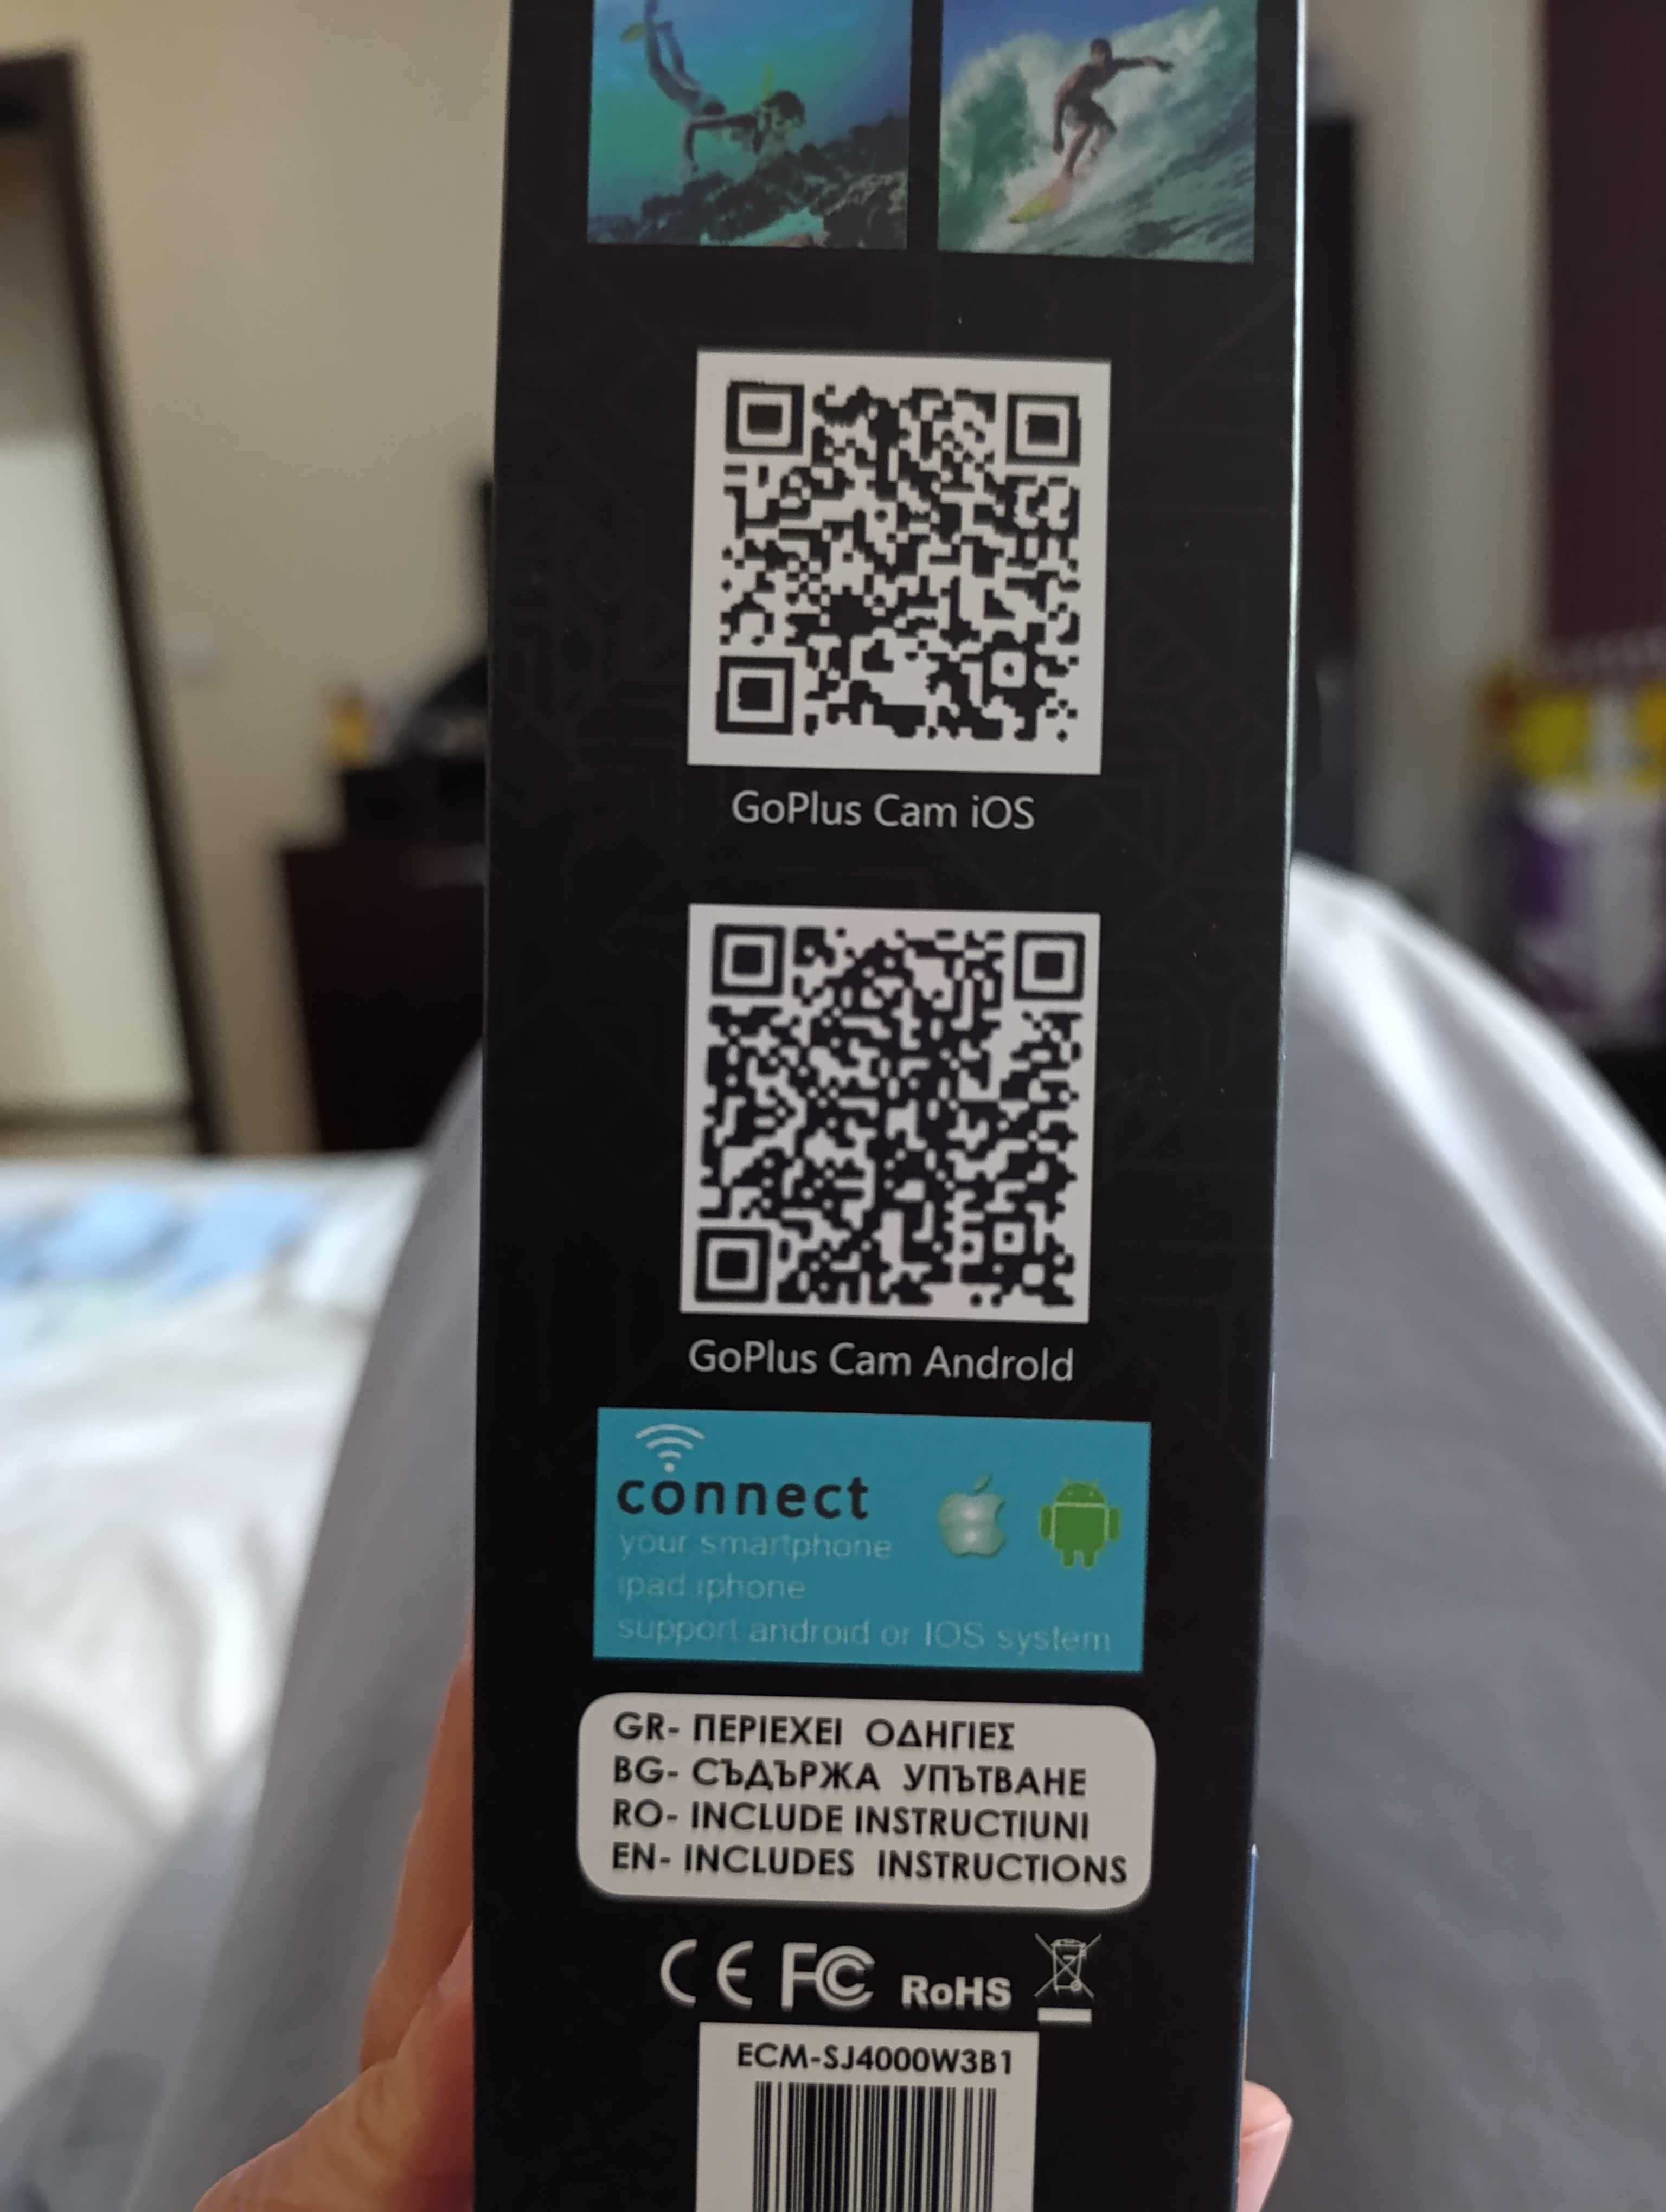 GoPlus Cam iOS
GoPlus Cam Androld
connect
your smartphone
ipad.iphone
support android or IOS system
GR- ΠΕΡΙΕΧΕΙ ΟΔΗΓΙΕΣ
BG- СЪДЪРЖА УПЪТВАНЕ
RO- INCLUDE INSTRUCTIUNI
EN- INCLUDES INSTRUCTIONS
CE FC RoHS
ECM-SJ4000W3B1